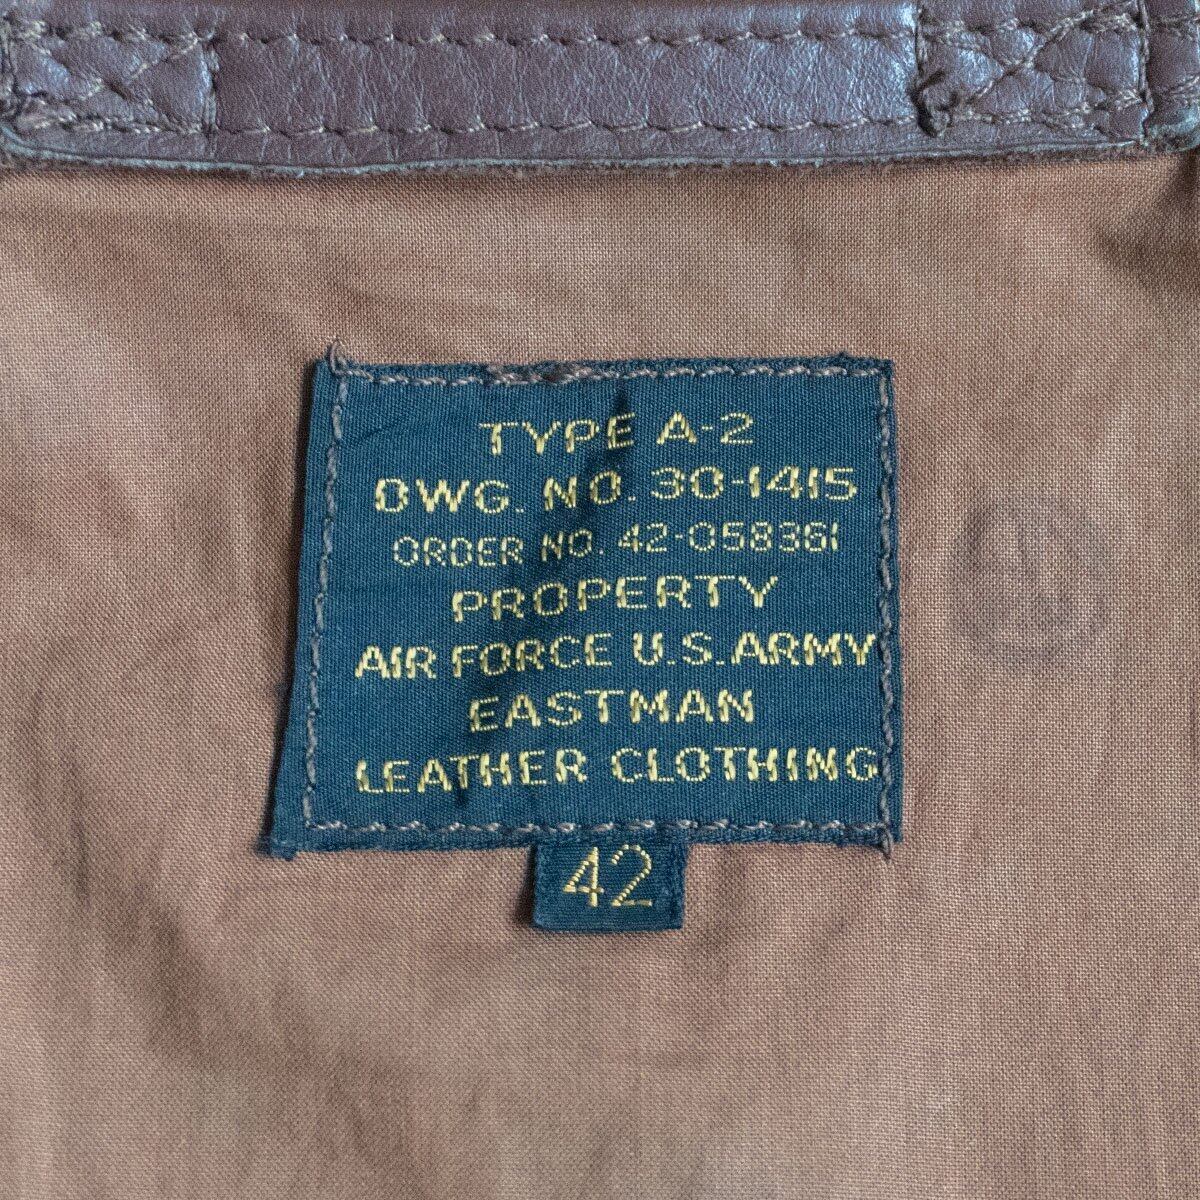 TYPE A-2
DWG. NO. 30-1415
ORDER NO. 42-058361
PROPERTY
AIR FORCE U.S. ARMY
EASTMAN
LEATHER CLOTHING
42